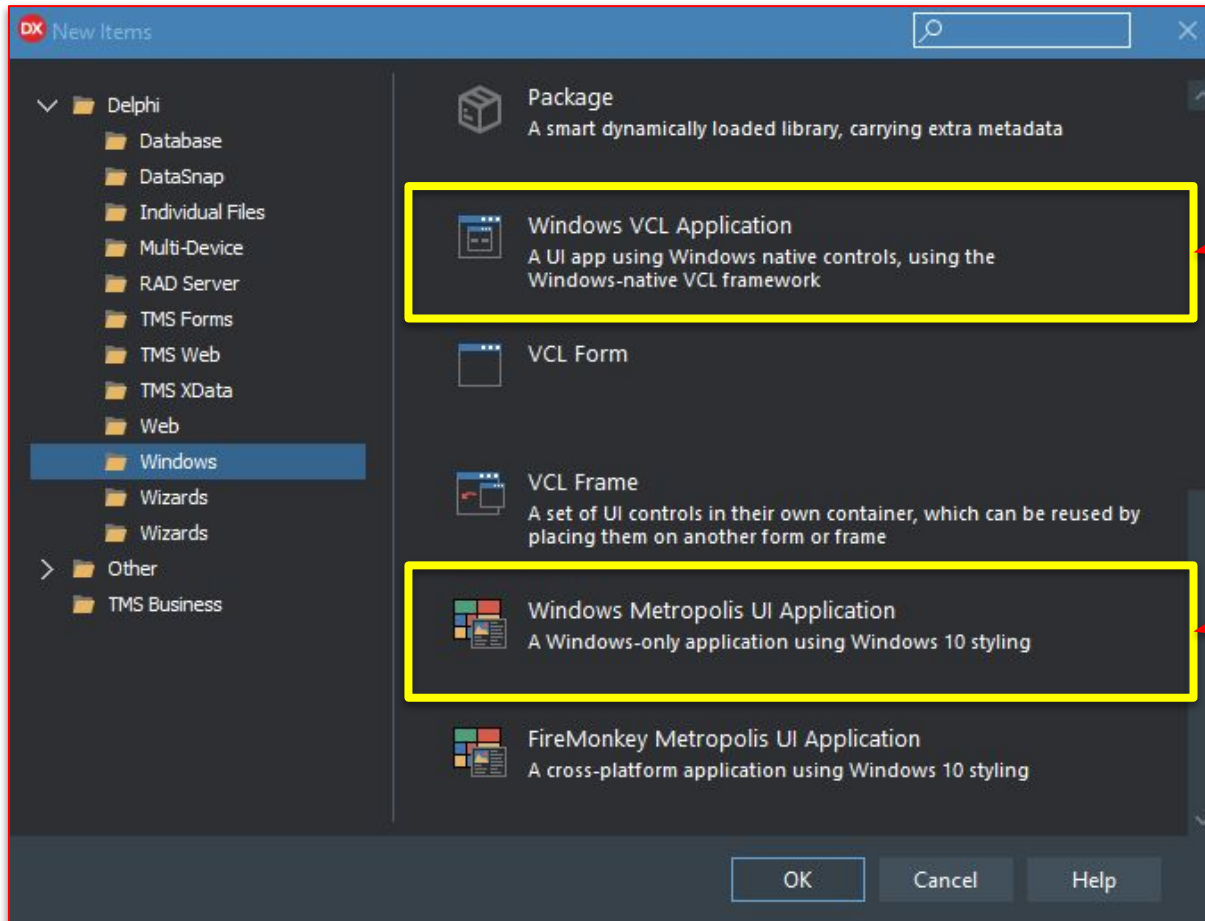 DX New Items
Delphi
Database
DataSnap
Individual Files
Multi-Device
RAD Server
TMS Forms
TMS Web
TMS XData
Web
Windows
Wizards
Wizards
Other
TMS Business
Package
A smart dynamically loaded library, carrying extra metadata
Windows VCL Application
A UI app using Windows native controls, using the
Windows-native VCL framework
VCL Form
VCL Frame
A set of UI controls in their own container, which can be reused by
placing them on another form or frame
Windows Metropolis UI Application
A Windows-only application using Windows 10 styling
FireMonkey Metropolis UI Application
A cross-platform application using Windows 10 styling
OK Cancel Help